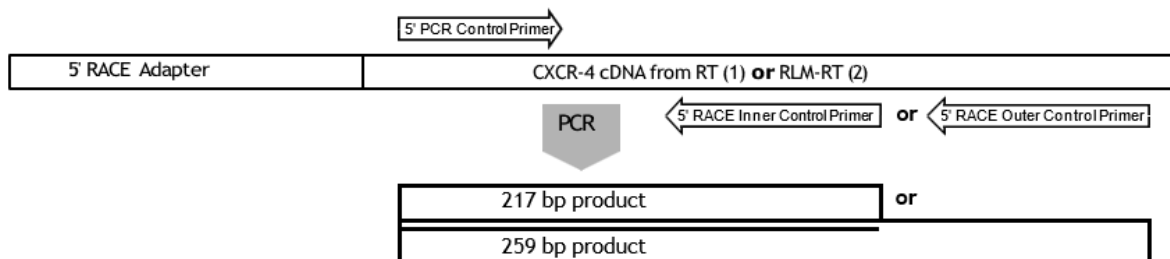 5' PCR Control Primer
5' RACE Adapter
CXCR-4 cDNA from RT (1) or RLM-RT (2)
PCR
5' RACE Inner Control Primer
or
5' RACE Outer Control Primer
217 bp product
or
259 bp product